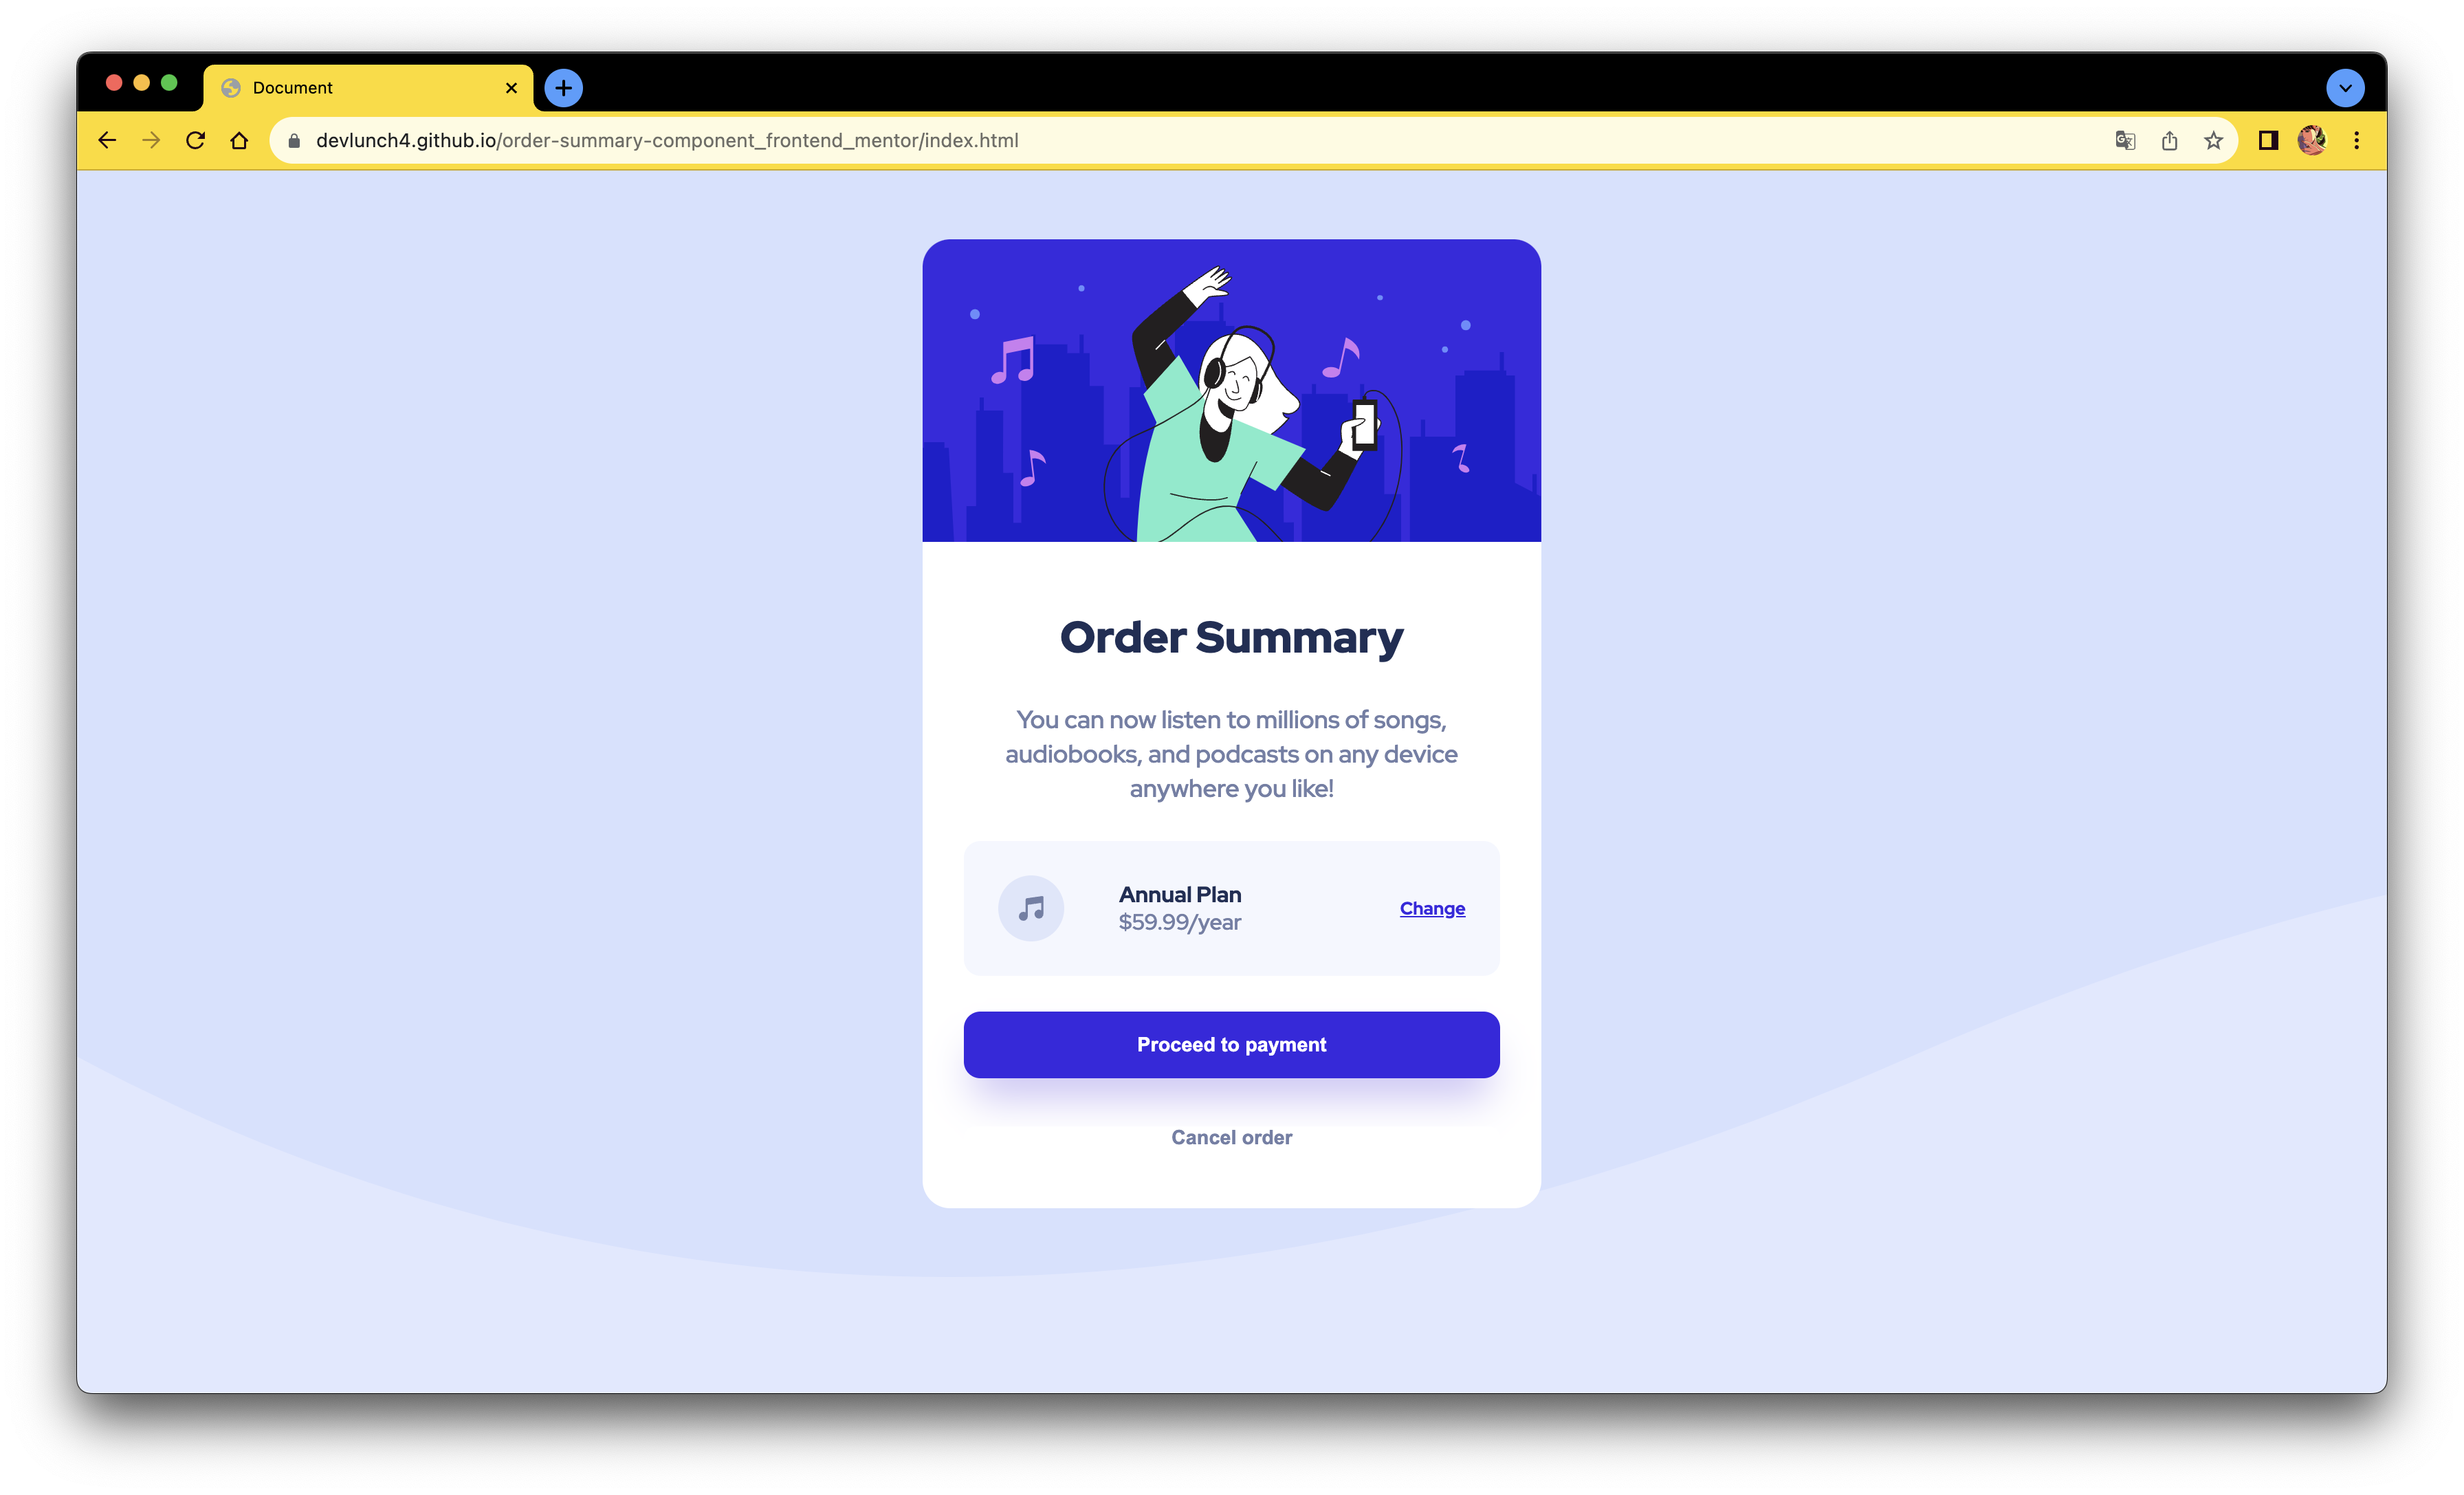 Document
devlunch4.github.io/order-summary-component_frontend_mentor/index.html
Order Summary
You can now listen to millions of songs,
audiobooks, and podcasts on any device
anywhere you like!
Annual Plan
$59.99/year
Change
Proceed to payment
Cancel order